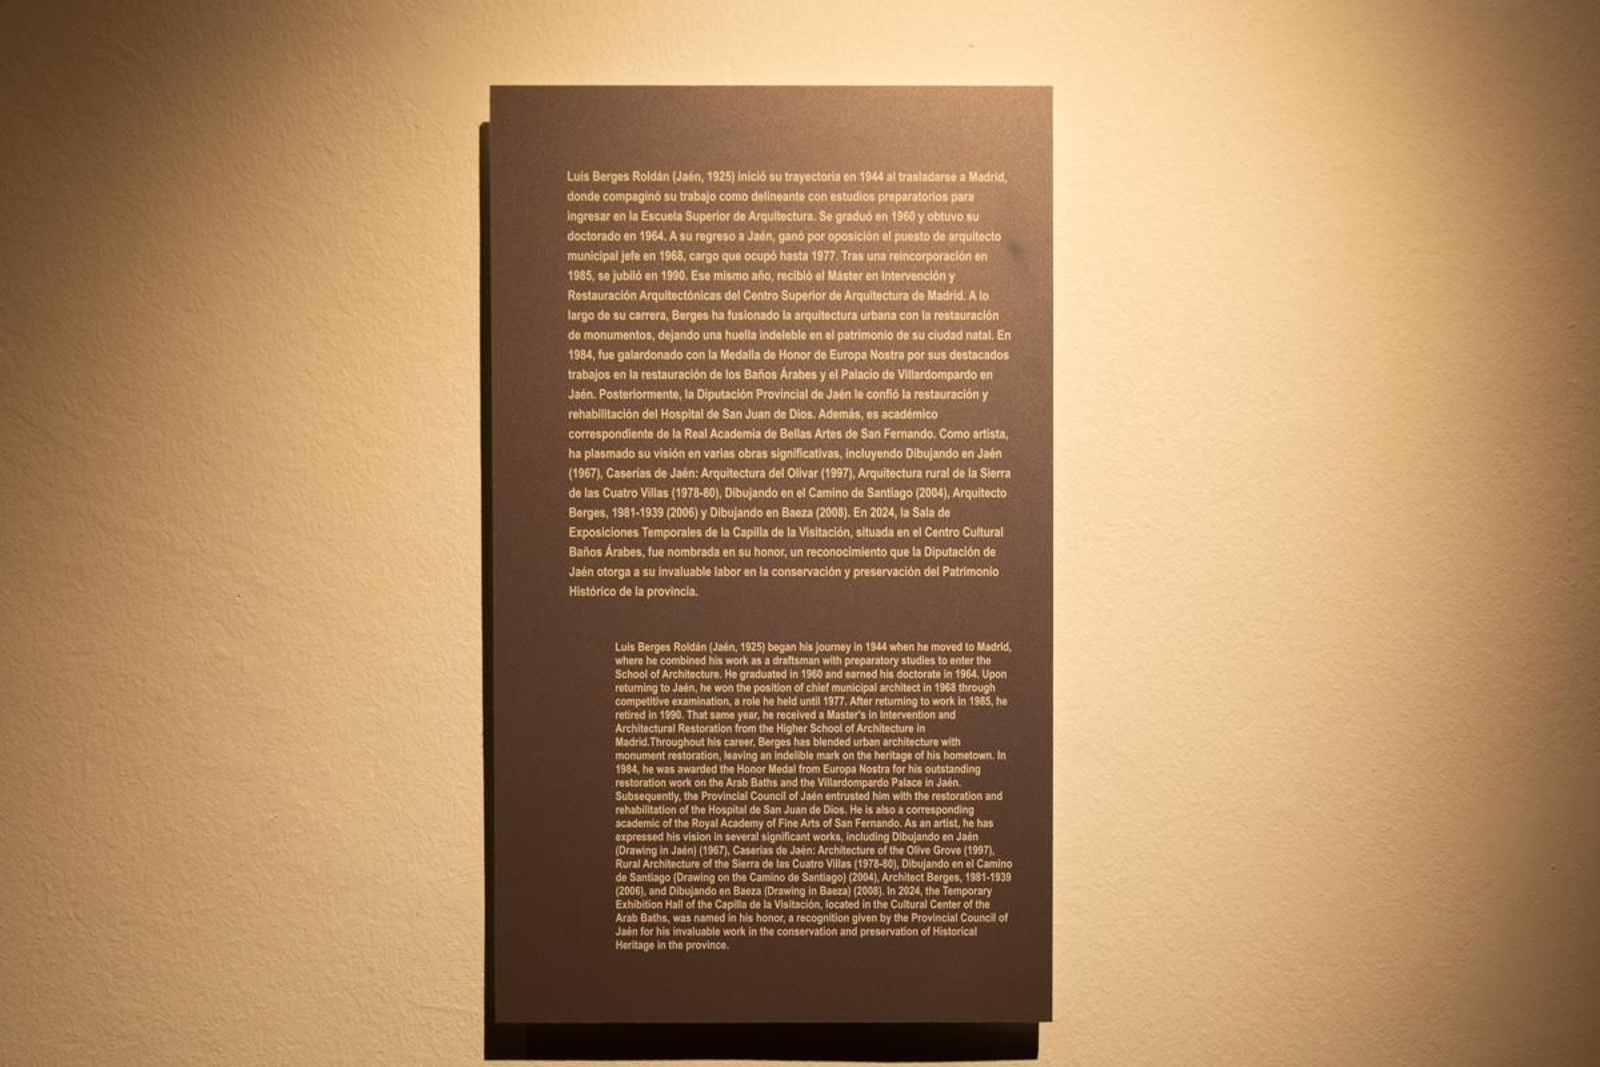 Luis Berges Roldán (Jaén, 1925) inició su trayectoria en 1944 al trasladarse a Madrid,
donde compaginó su trabajo como delineante con estudios preparatorios para
ingresar en la Escuela Superior de Arquitectura. Se graduó en 1960 y obtuvo su
doctorado en 1964. A su regreso a Jaén, ganó por oposición el puesto de arquitecto
municipal jefe en 1968, cargo que ocupó hasta 1977. Tras una reincorporación en
1985, se jubiló en 1990. Ese mismo año, recibió el Máster en Intervención y
Restauración Arquitectónicas del Centro Superior de Arquitectura de Madrid. A lo
largo de su carrera, Berges ha fusionado la arquitectura urbana con la restauración
de monumentos, dejando una huella indeleble en el patrimonio de su ciudad natal. En
1984, fue galardonado con la Medalla de Honor de Europa Nostra por sus destacados
trabajos en la restauración de los Baños Árabes y el Palacio de Villardompardo en
Jaén. Posteriormente, la Diputación Provincial de Jaén le confió la restauración y
rehabilitación del Hospital de San Juan de Dios. Además, es académico
correspondiente de la Real Academia de Bellas Artes de San Fernando. Como artista,
ha plasmado su visión en varias obras significativas, incluyendo Dibujando en Jaén
(1967), Caserías de Jaén: Arquitectura del Olivar (1997), Arquitectura rural de la Sierra
de las Cuatro Villas (1978-80), Dibujando en el Camino de Santiago (2004), Arquitecto
Berges, 1981-1939 (2006) y Dibujando en Baeza (2008). En 2024, la Sala de
Exposiciones Temporales de la Capilla de la Visitación, situada en el Centro Cultural
Baños Árabes, fue nombrada en su honor, un reconocimiento que la Diputación de
Jaén otorga a su invaluable labor en la conservación y preservación del Patrimonio
Histórico de la provincia.
Luis Berges Roldán (Jaén, 1925) began his journey in 1944 when he moved to Madrid,
where he combined his work as a draftsman with preparatory studies to enter the
School of Architecture. He graduated in 1960 and earned his doctorate in 1964. Upon
returning to Jaén, he won the position of chief municipal architect in 1968 through
competitive examination, a role he held until 1977. After returning to work in 1985, he
retired in 1990. That same year, he received a Master's in Intervention and
Architectural Restoration from the Higher School of Architecture in
Madrid.Throughout his career, Berges has blended urban architecture with
monument restoration, leaving an indelible mark on the heritage of his hometown. In
1984, he was awarded the Honor Medal from Europa Nostra for his outstanding
restoration work on the Arab Baths and the Villardompardo Palace in Jaén.
Subsequently, the Provincial Council of Jaén entrusted him with the restoration and
rehabilitation of the Hospital de San Juan de Dios. He is also a corresponding
academic of the Royal Academy of Fine Arts of San Fernando. As an artist, he has
expressed his vision in several significant works, including Dibujando en Jaén
(Drawing in Jaén) (1967), Caserías de Jaén: Architecture of the Olive Grove (1997),
Rural Architecture of the Sierra de las Cuatro Villas (1978-80), Dibujando en el Camino
de Santiago (Drawing on the Camino de Santiago) (2004), Architect Berges, 1981-1939
(2006), and Dibujando en Baeza (Drawing in Baeza) (2008). In 2024, the Temporary
Exhibition Hall of the Capilla de la Visitación, located in the Cultural Center of the
Arab Baths, was named in his honor, a recognition given by the Provincial Council of
Jaén for his invaluable work in the conservation and preservation of Historical
Heritage in the province.